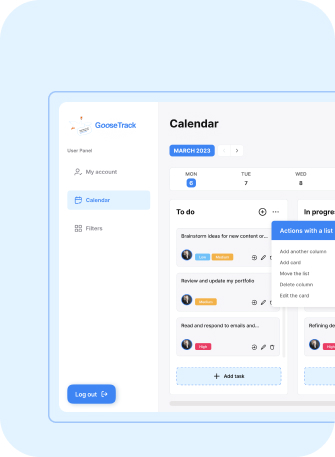 GooseTrack
User Panel
My account
Calendar
Filters
Log out
Calendar
MARCH 2023
MON
TUE
WED
6
7
8
To do
In progres
Brainstorm ideas for new content or...
Low
Medium
Review and update my portfolio
Medium
Read and respond to emails and...
High
Add task
Actions with a list
Add another column
Add card
Move the list
Delete column
Edit the card
Refining de
High